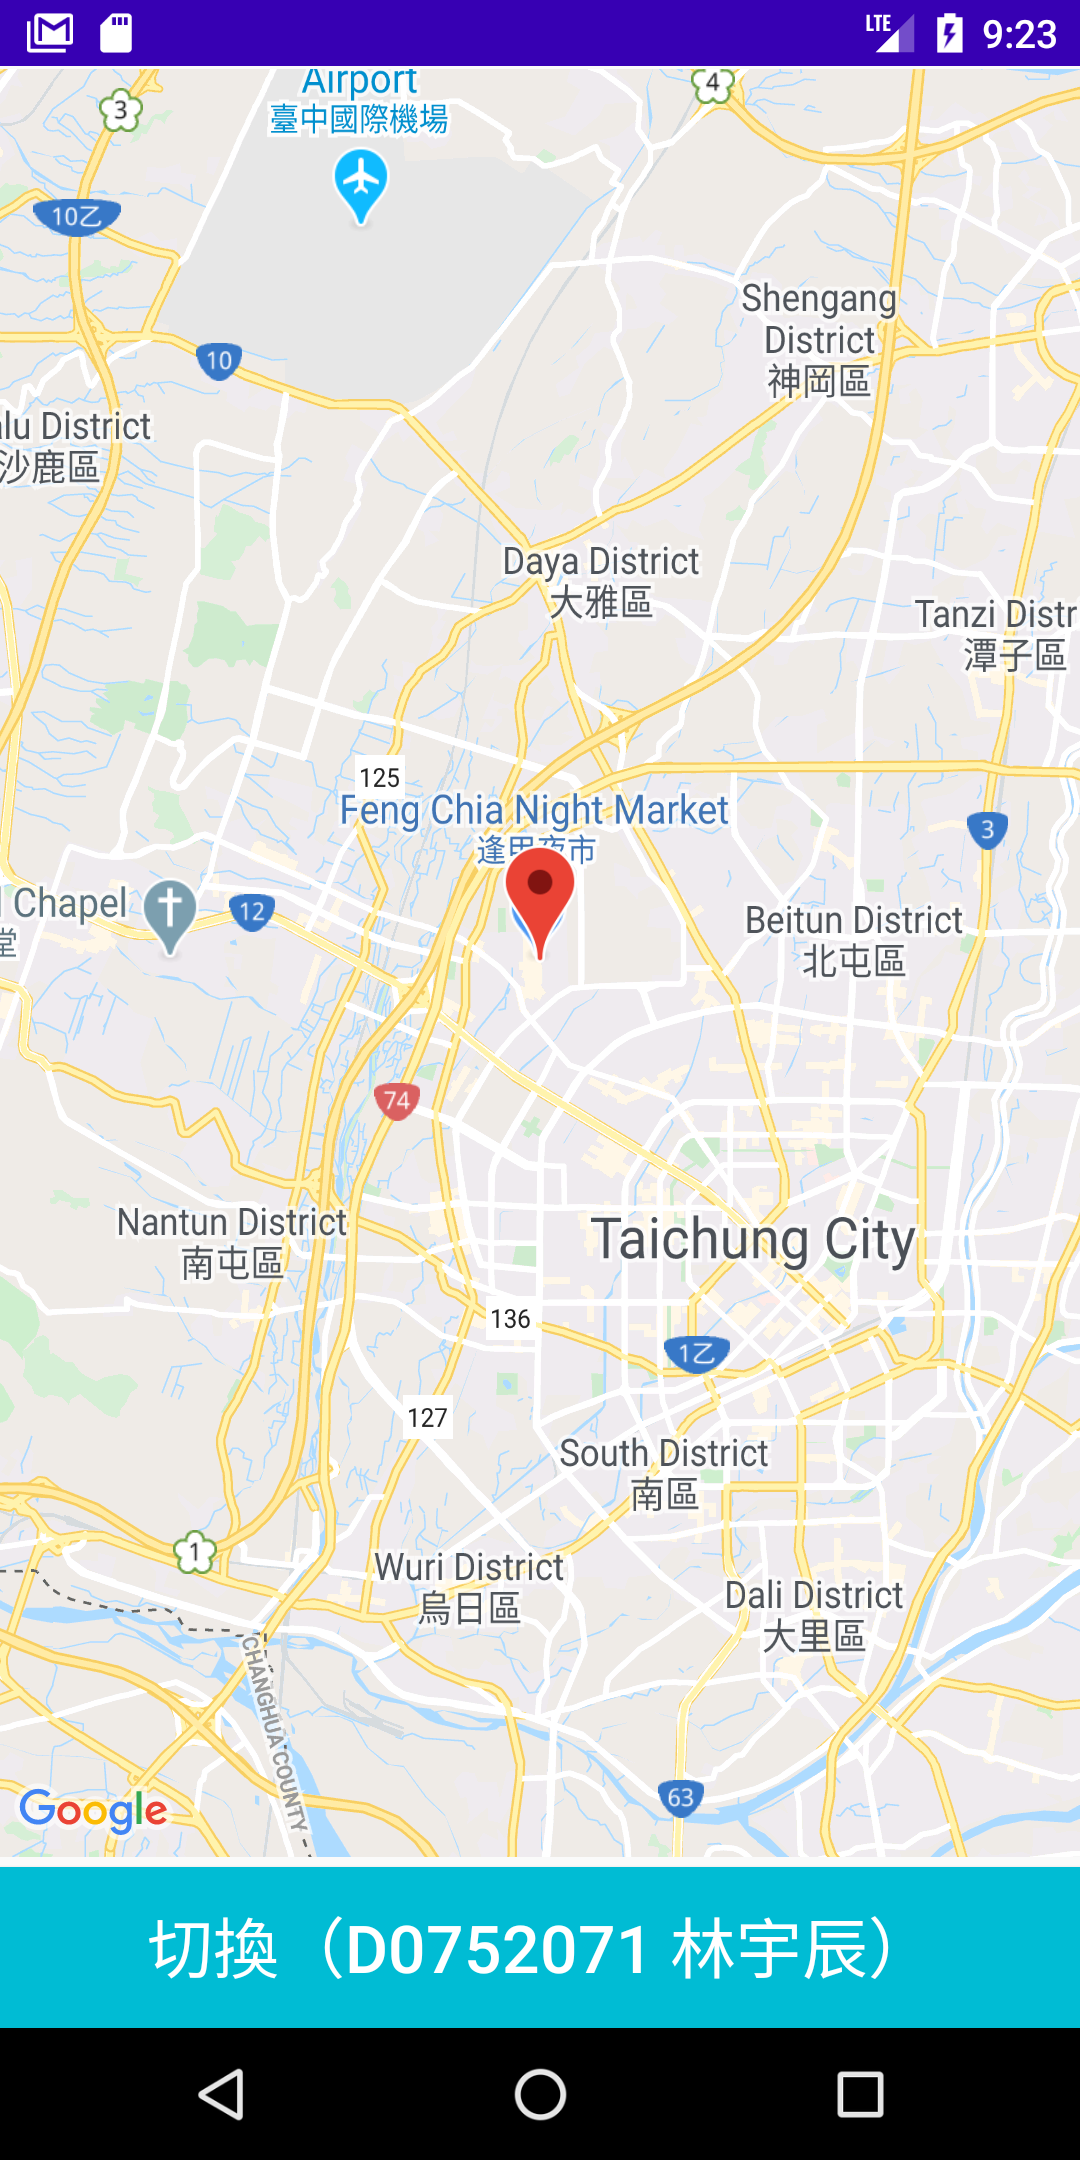 LTE 9:23
Airport
臺中國際機場
4
3
10乙
Shengang
District
神岡區
10
alu District
沙鹿區
Daya District
大雅區
Tanzi Distr
潭子區
125
Feng Chia Night Market
逢甲夜市
3
l Chapel
堂
12
Beitun District
北屯區
74
Nantun District
南屯區
Taichung City
136
1乙
127
South District
南區
1
Wuri District
烏日區
Dali District
大里區
CHANGHUA COUNTY
63
Google
切換（D0752071 林宇辰）